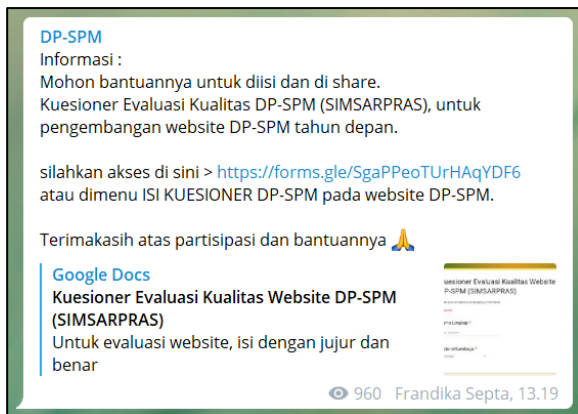 DP-SPM
Informasi :
Mohon bantuannya untuk diisi dan di share.
Kuesioner Evaluasi Kualitas DP-SPM (SIMSARPRAS), untuk
pengembangan website DP-SPM tahun depan.
silahkan akses di sini > https://forms.gle/SgaPPeoTUrHAqYDF6
atau dimenu ISI KUESIONER DP-SPM pada website DP-SPM.
Terimakasih atas partisipasi dan bantuannya 🙏
Google Docs
Kuesioner Evaluasi Kualitas Website DP-SPM
(SIMSARPRAS)
Untuk evaluasi website, isi dengan jujur dan
benar
uesioner Evaluasi Kualitas Website
P-SPM (SIMSARPRAS)
960 Frandika Septa, 13.19